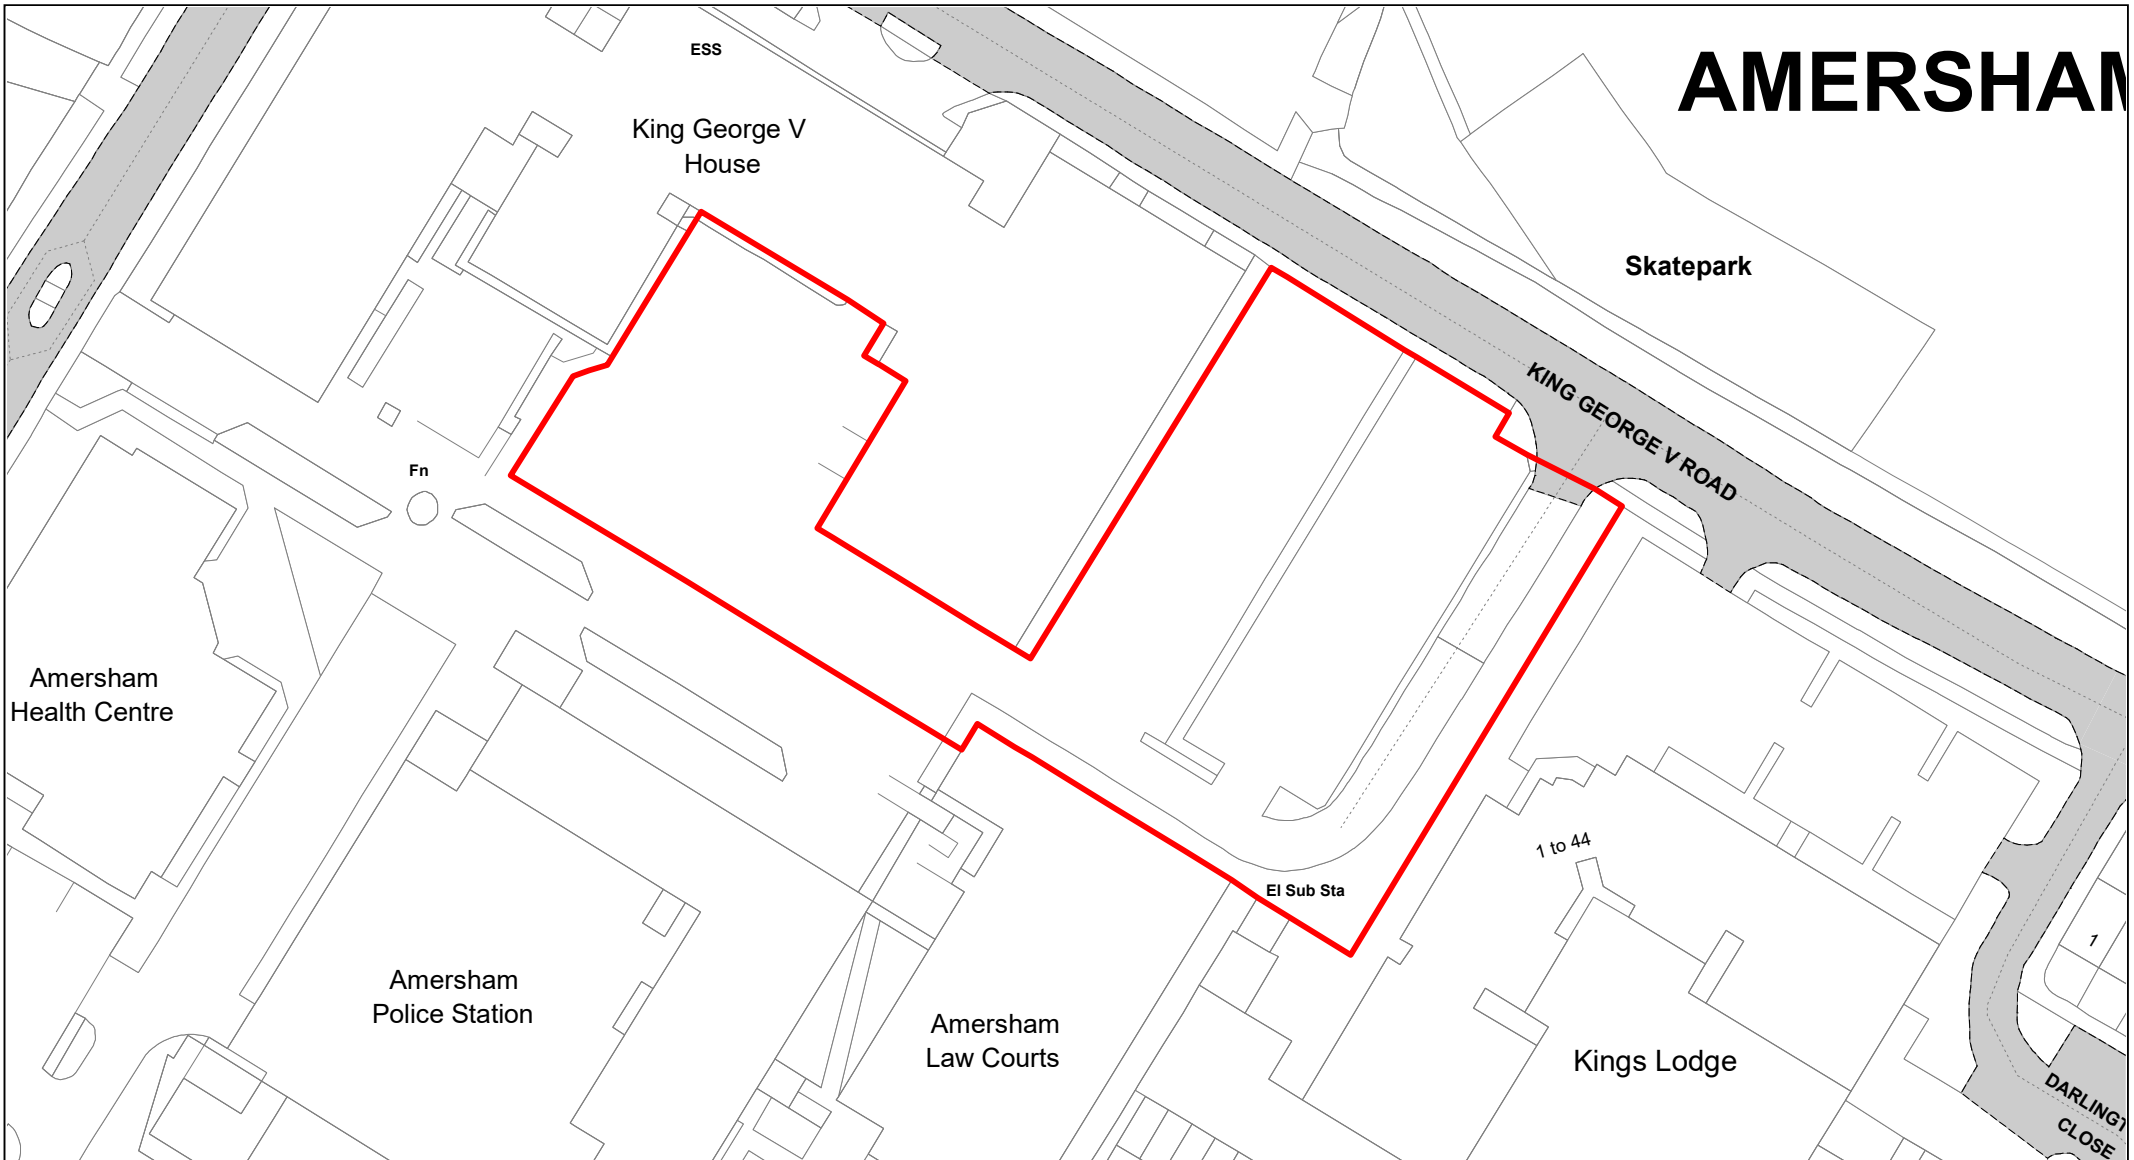 ESS
AMERSHAM
King George V
House
Skatepark
KING GEORGE V ROAD
Fn
Amersham
Health Centre
1 to 44
El Sub Sta
1
Amersham
Police Station
Amersham
Law Courts
Kings Lodge
DARLINGT
CLOSE